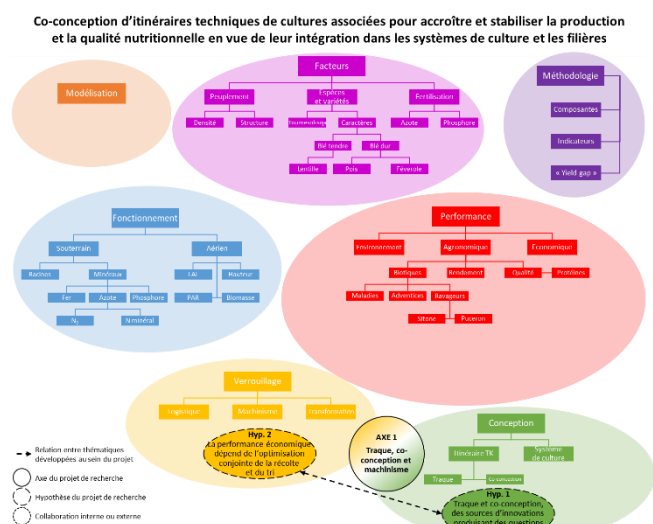 Co-conception d'itinéraires techniques de cultures associées pour accroître et stabiliser la production
et la qualité nutritionnelle en vue de leur intégration dans les systèmes de culture et les filières
Modélisation
Facteurs
Peuplement
Espèces
et variétés
Fertilisation
Densité
Structure
Caractères
Azote
Phosphore
Blé tendre
Blé dur
Lentille
Pois
Féverole
Méthodologie
Composantes
Indicateurs
« Yield gap »
Fonctionnement
Souterrain
Aérien
Racines
Minéraux
LAI
Hauteur
Fer
Azote
Phosphore
PAR
Biomasse
N₂
N minéral
Performance
Environnement
Agronomique
Économique
Biotiques
Rendement
Qualité
Protéines
Maladies
Adventices
Ravageurs
Sitone
Puceron
Verrouillage
Logistique
Machinisme
Transformation
Hyp. 2
La performance économique
dépend de l'optimisation
conjointe de la récolte
et du tri
AXE 1
Traque, co-
conception et
machinisme
Conception
Itinéraire TK
Système
de culture
Traque
Co-conception
Hyp. 1
Traque et co-conception,
des sources d'innovations
produisant des questions
Relation entre thématiques
développées au sein du projet
Axe du projet de recherche
Hypothèse du projet de recherche
Collaboration interne ou externe